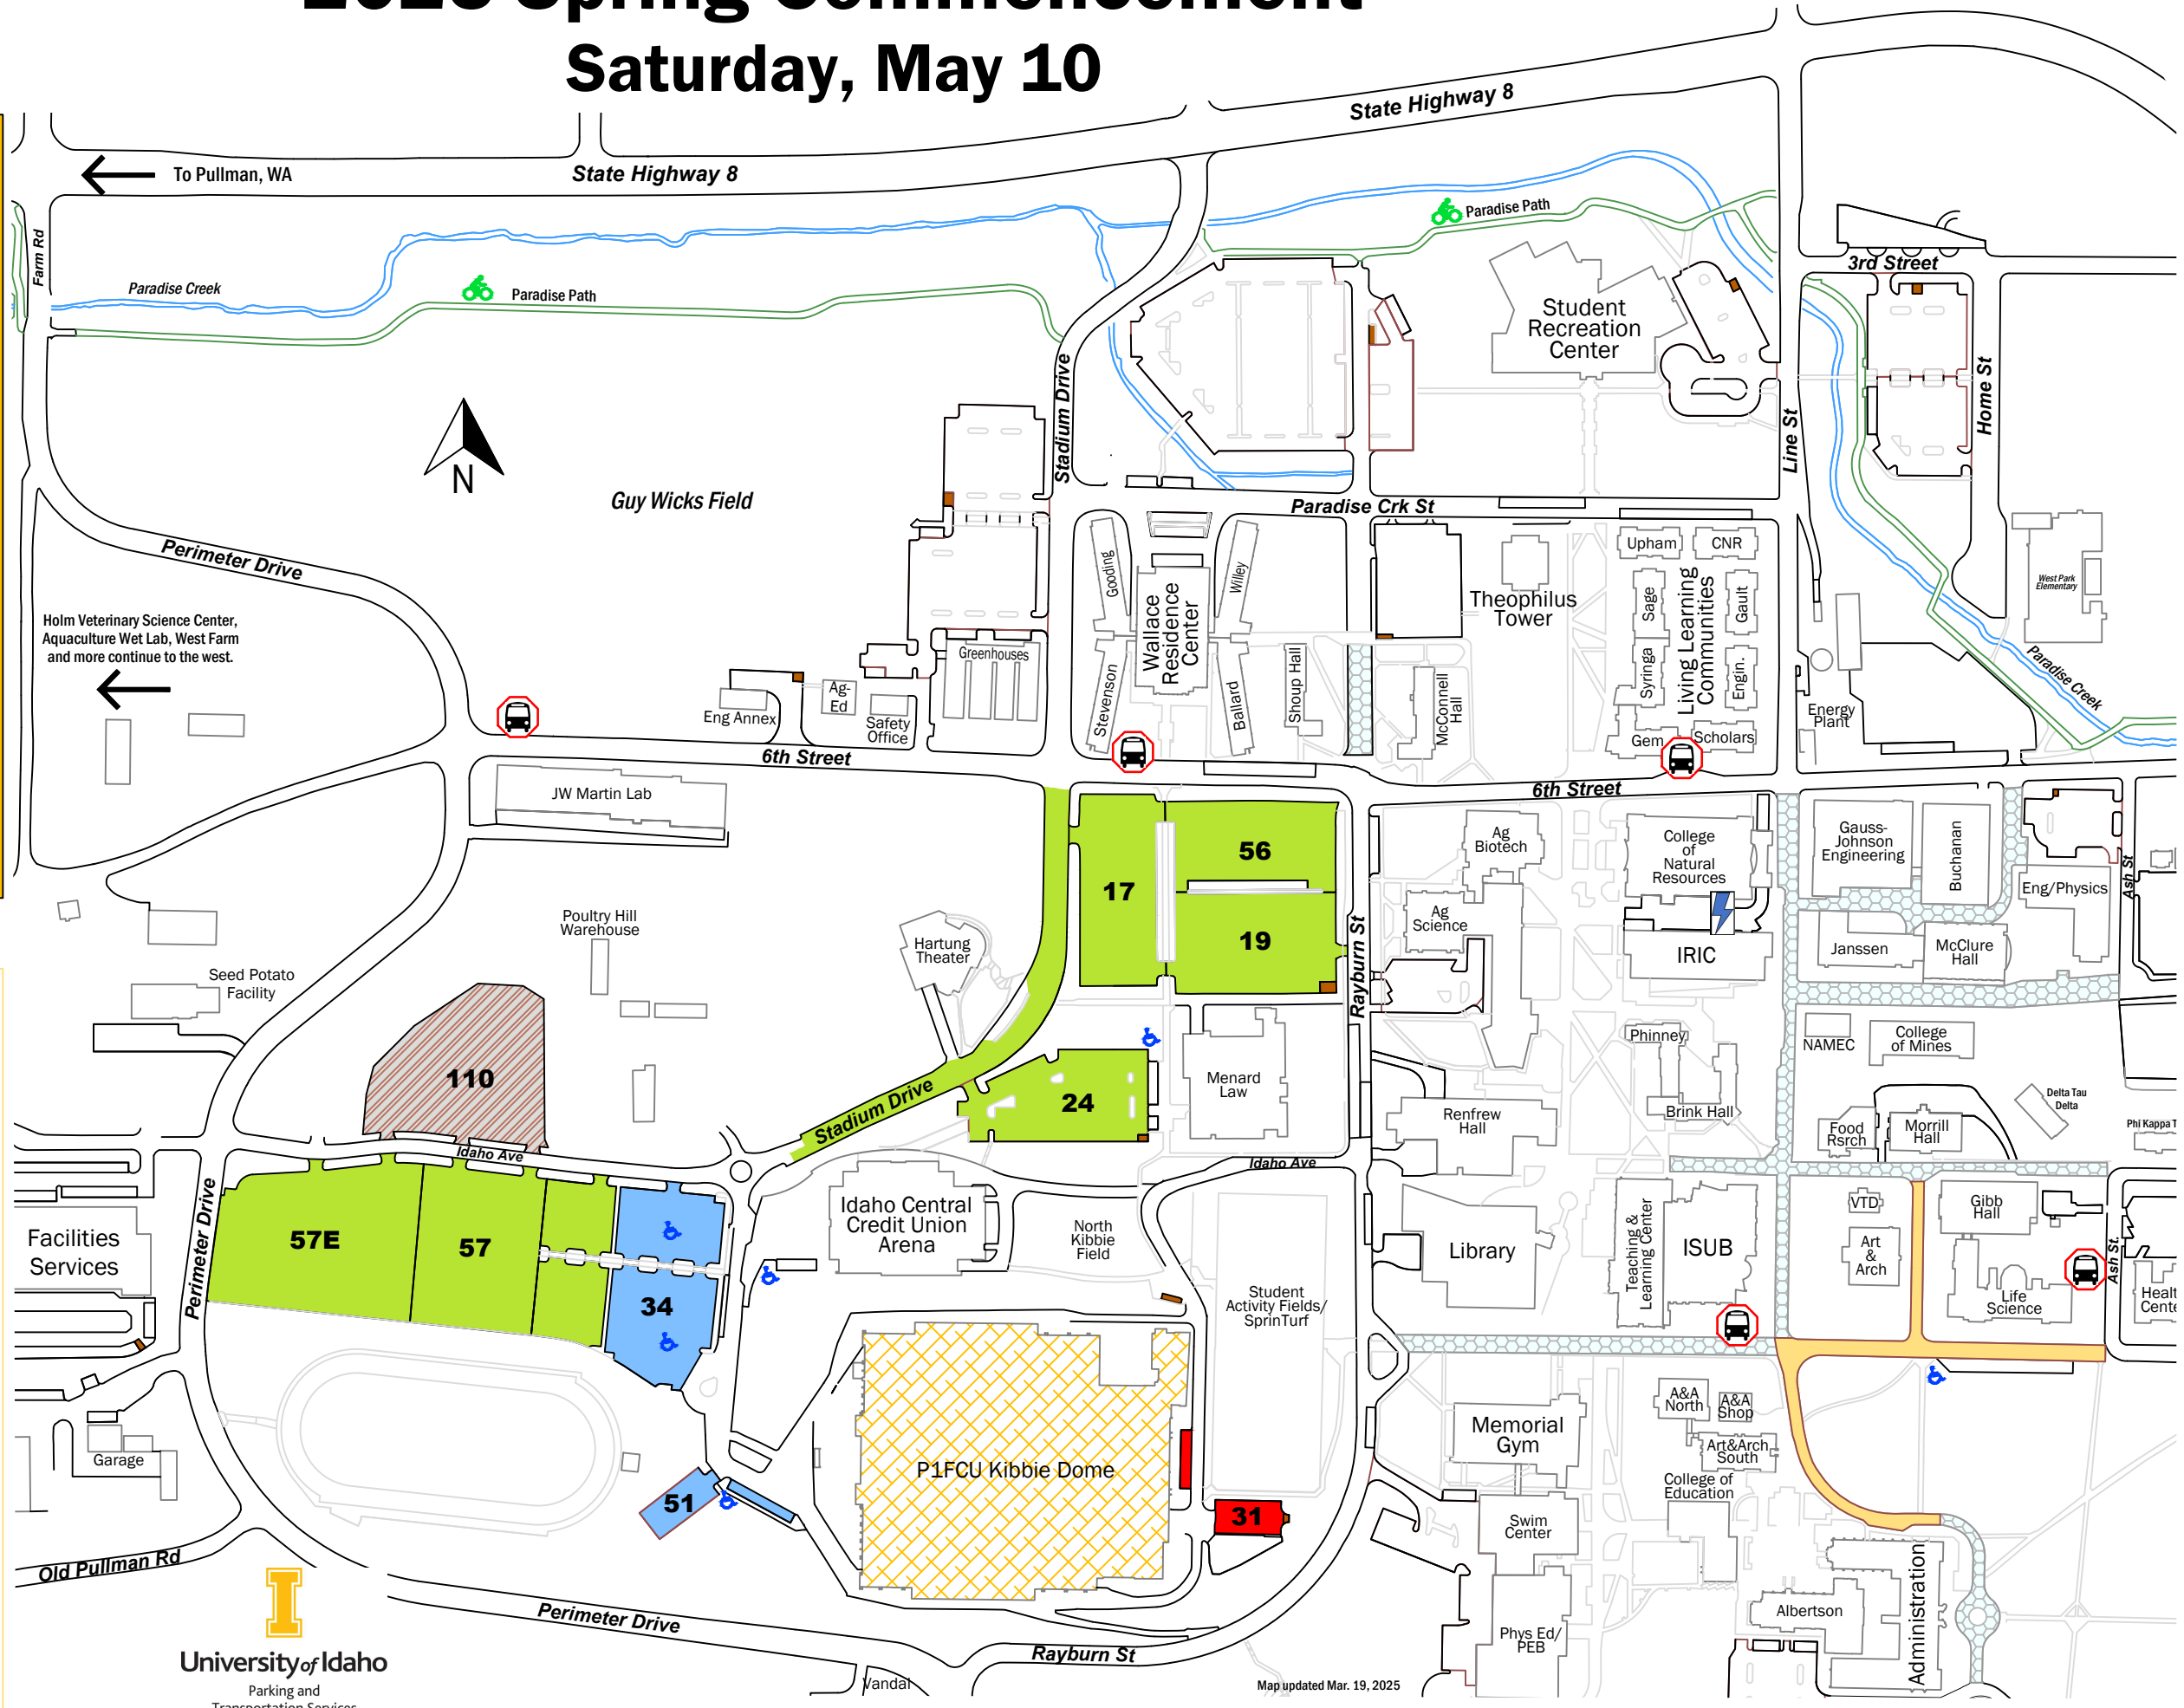 2025 Spring Commencement
Saturday, May 10
State Highway 8
To Pullman, WA
State Highway 8
Paradise Path
Farm Rd
3rd Street
Paradise Creek
Paradise Path
Student
Recreation
Center
Stadium Drive
Line St
Home St
N
Guy Wicks Field
Paradise Crk St
Perimeter Drive
Gooding
Willey
Upham
CNR
West Park
Elementary
Wallace
Residence
Center
Theophilus
Tower
Sage
Gault
Living Learning
Communities
Holm Veterinary Science Center,
Aquaculture Wet Lab, West Farm
and more continue to the west.
Greenhouses
Stevenson
Ballard
Shoup Hall
McConnell
Hall
Syringa
Engin.
Paradise Creek
Eng Annex
Ag-
Ed
Safety
Office
Gem
Scholars
Energy
Plant
6th Street
6th Street
JW Martin Lab
17
56
19
Ag
Biotech
College
of
Natural
Resources
Gauss-
Johnson
Engineering
Buchanan
Eng/Physics
Ash St
Poultry Hill
Warehouse
Hartung
Theater
Rayburn St
Ag
Science
IRIC
Janssen
McClure
Hall
Seed Potato
Facility
110
Phinney
NAMEC
College
of Mines
Menard
Law
24
Stadium Drive
Renfrew
Hall
Brink Hall
Food
Rsrch
Morrill
Hall
Delta Tau
Delta
Phi Kappa T
Idaho Ave
Idaho Ave
Perimeter Drive
Facilities
Services
57E
57
34
Idaho Central
Credit Union
Arena
North
Kibbie
Field
Library
Teaching &
Learning Center
ISUB
VTD
Art
&
Arch
Gibb
Hall
Life
Science
Ash St.
Healt
Cente
Student
Activity Fields/
SprinTurf
Garage
51
P1FCU Kibbie Dome
31
Memorial
Gym
A&A
North
A&A
Shop
Art&Arch
South
College of
Education
Swim
Center
Old Pullman Rd
Perimeter Drive
Rayburn St
Phys Ed/
PEB
Albertson
Administration
I
University of Idaho
Parking and
Transportation Services
Vandal
Map updated Mar. 19, 2025